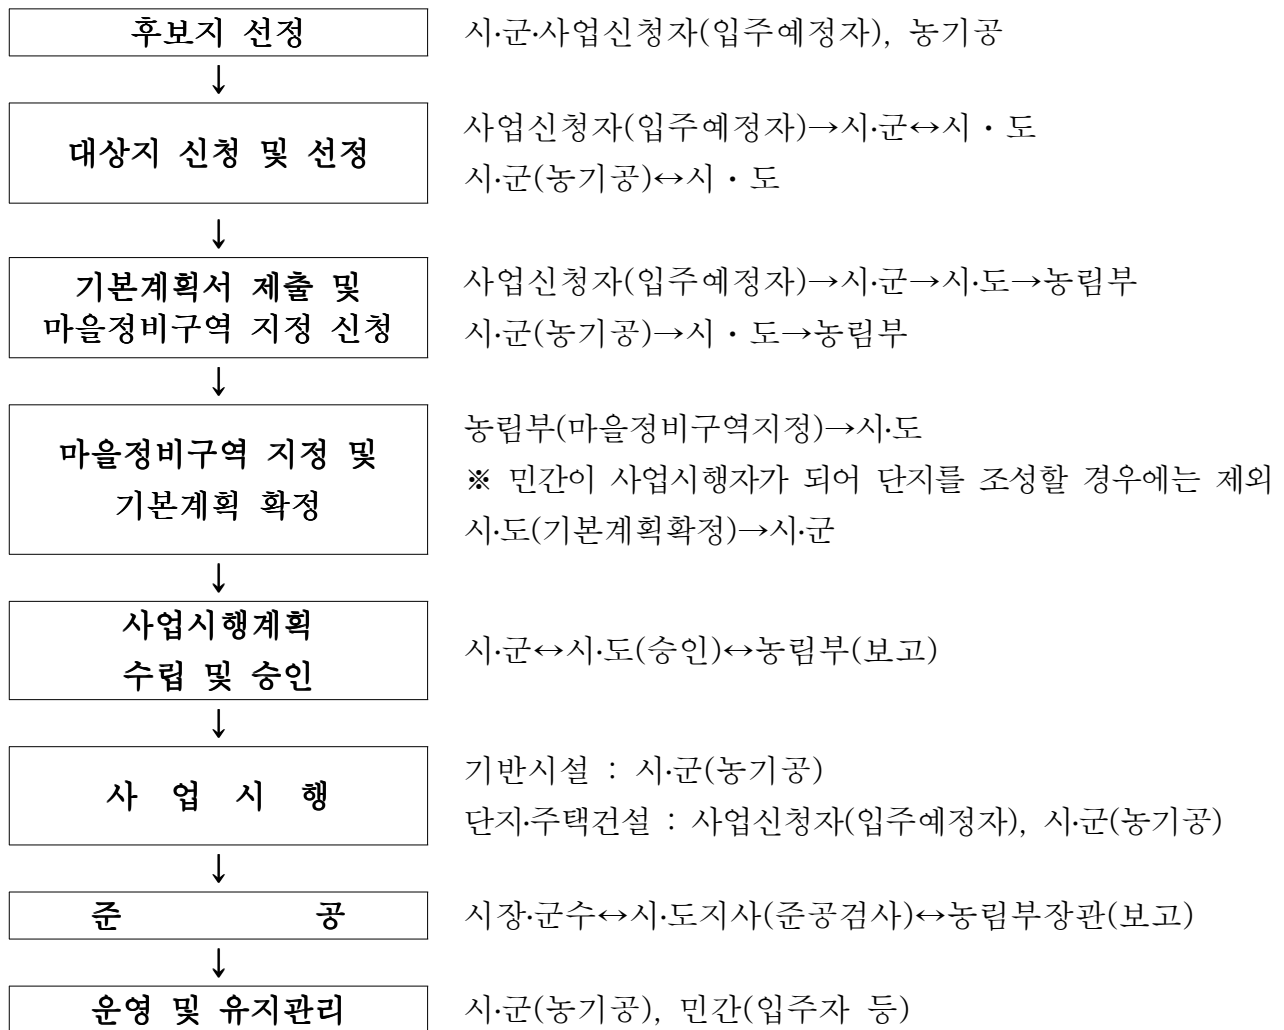 후보지 선정
시·군·사업신청자(입주예정자), 농기공
↓
대상지 신청 및 선정
사업신청자(입주예정자)→시·군↔시·도
시·군(농기공)↔시·도
↓
기본계획서 제출 및
마을정비구역 지정 신청
사업신청자(입주예정자)→시·군→시·도→농림부
시·군(농기공)→시·도→농림부
↓
마을정비구역 지정 및
기본계획 확정
농림부(마을정비구역지정)→시·도
※ 민간이 사업시행자가 되어 단지를 조성할 경우에는 제외
시·도(기본계획확정)→시·군
↓
사업시행계획
수립 및 승인
시·군↔시·도(승인)↔농림부(보고)
↓
사 업 시 행
기반시설 : 시·군(농기공)
단지·주택건설 : 사업신청자(입주예정자), 시·군(농기공)
↓
준 공
시장·군수↔시·도지사(준공검사)↔농림부장관(보고)
↓
운영 및 유지관리
시·군(농기공), 민간(입주자 등)